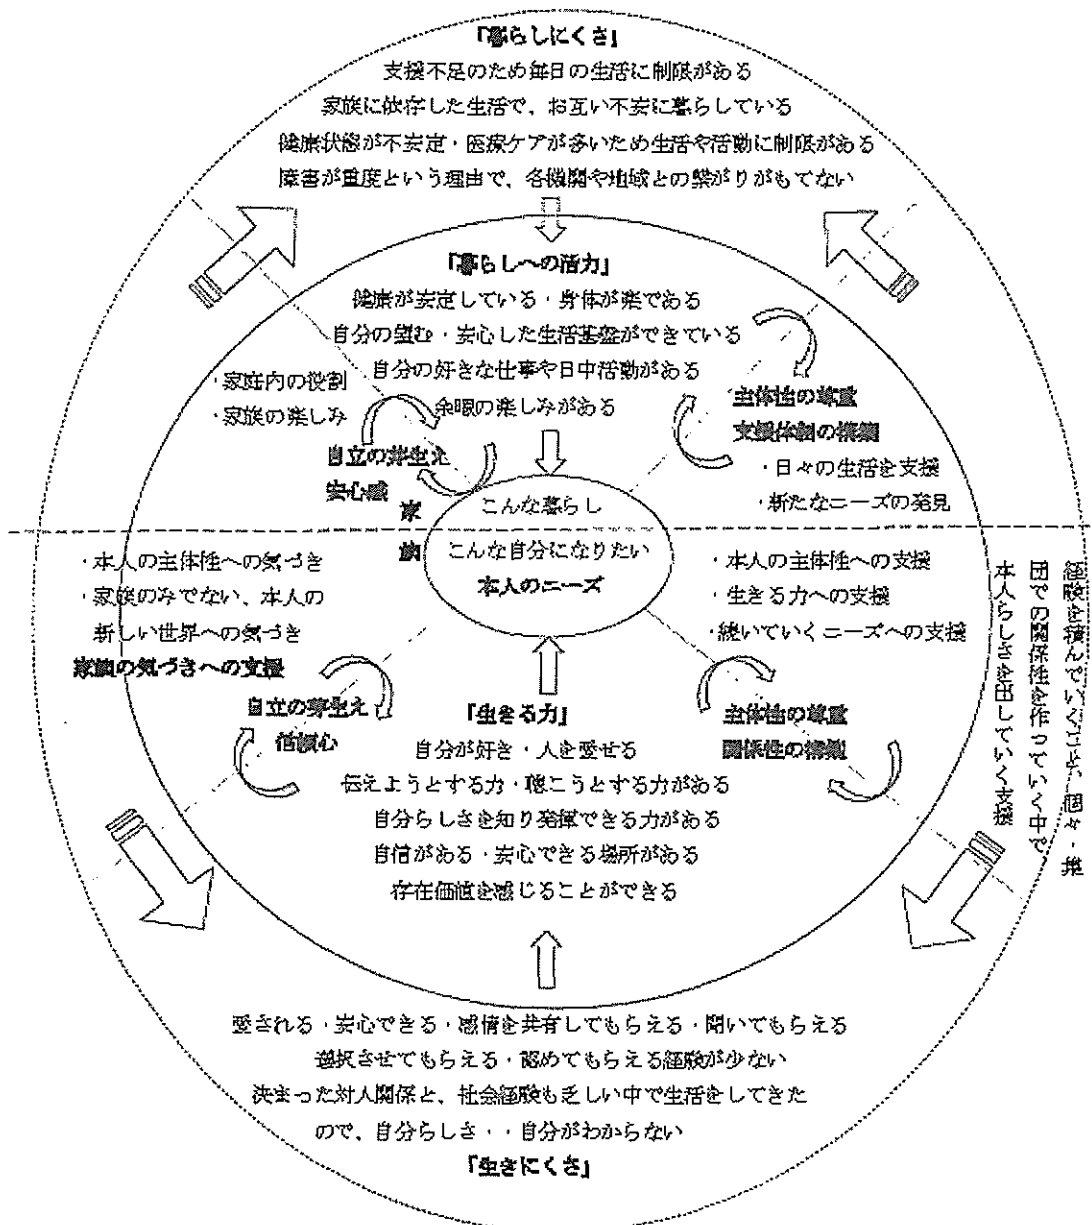 「暮らしにくさ」
支援不足のため毎日の生活に制限がある
家族に依存した生活で、お互い不安に暮らしている
健康状態が不安定・医療ケアが多いため生活や活動に制限がある
障害が重度という理由で、各機関や地域との繋がりがもてない
「暮らしへの活力」
健康が安定している・身体が楽である
自分の望む・安心した生活基盤ができている
自分の好きな仕事や日中活動がある
余暇の楽しみがある
・家庭内の役割
・家族の楽しみ
自立の芽生え
安心感
家
族
主体性の尊重
支援体制の構築
・日々の生活を支援
・新たなニーズの発見
こんな暮らし
こんな自分になりたい
本人のニーズ
・本人の主体性への気づき
・家族のみでない、本人の
新しい世界への気づき
家族の気づきへの支援
自立の芽生え
信頼心
・本人の主体性への支援
・生きる力への支援
・続いていくニーズへの支援
主体性の尊重
関係性の構築
経験を積んでいくこと、個々・集
団での関係性を作っていく中で、
本人らしさを出していく支援
「生きる力」
自分が好き・人を愛せる
伝えようとする力・聴こうとする力がある
自分らしさを知り発揮できる力がある
自信がある・安心できる場所がある
存在価値を感じることができる
愛される・安心できる・感情を共有してもらえる・聞いてもらえる
選択させてもらえる・認めてもらえる経験が少ない
決まった対人関係と、社会経験も乏しい中で生活をしてきた
ので、自分らしさ・・自分がわからない
「生きにくさ」